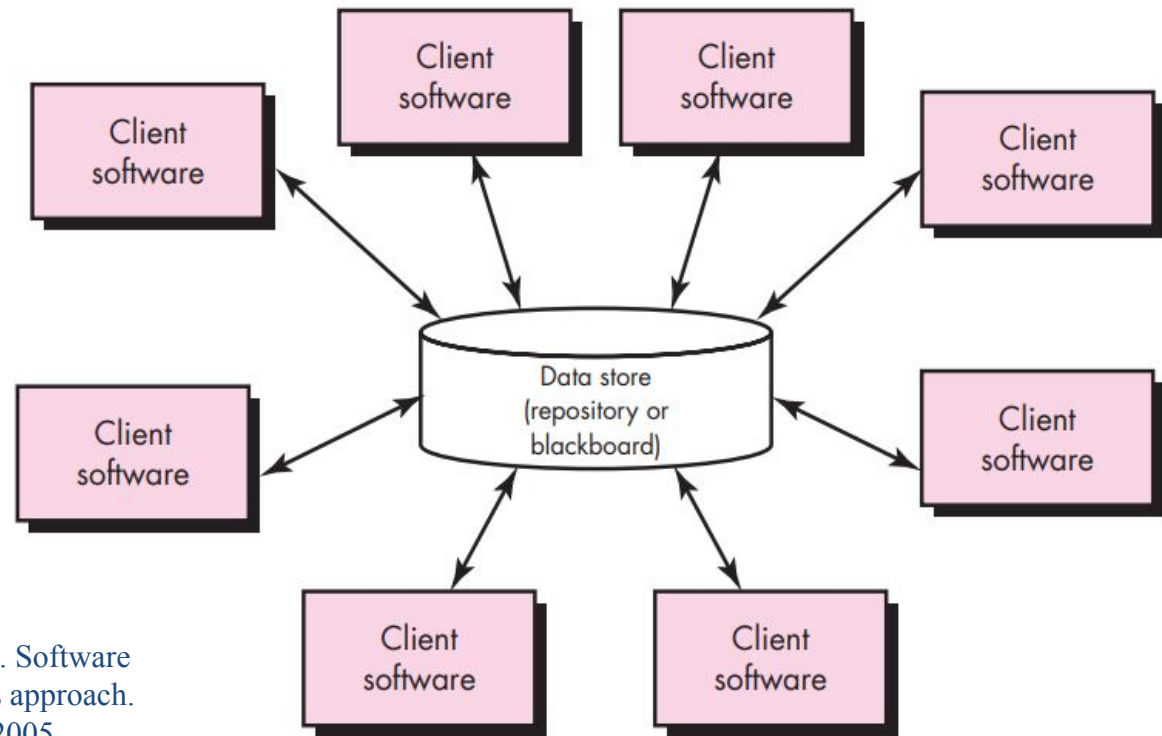 Client
software
Client
software
Client
software
Client
software
Data store
(repository or
blackboard)
Client
software
Client
software
Client
software
Client
software
. Software
s approach.
2005